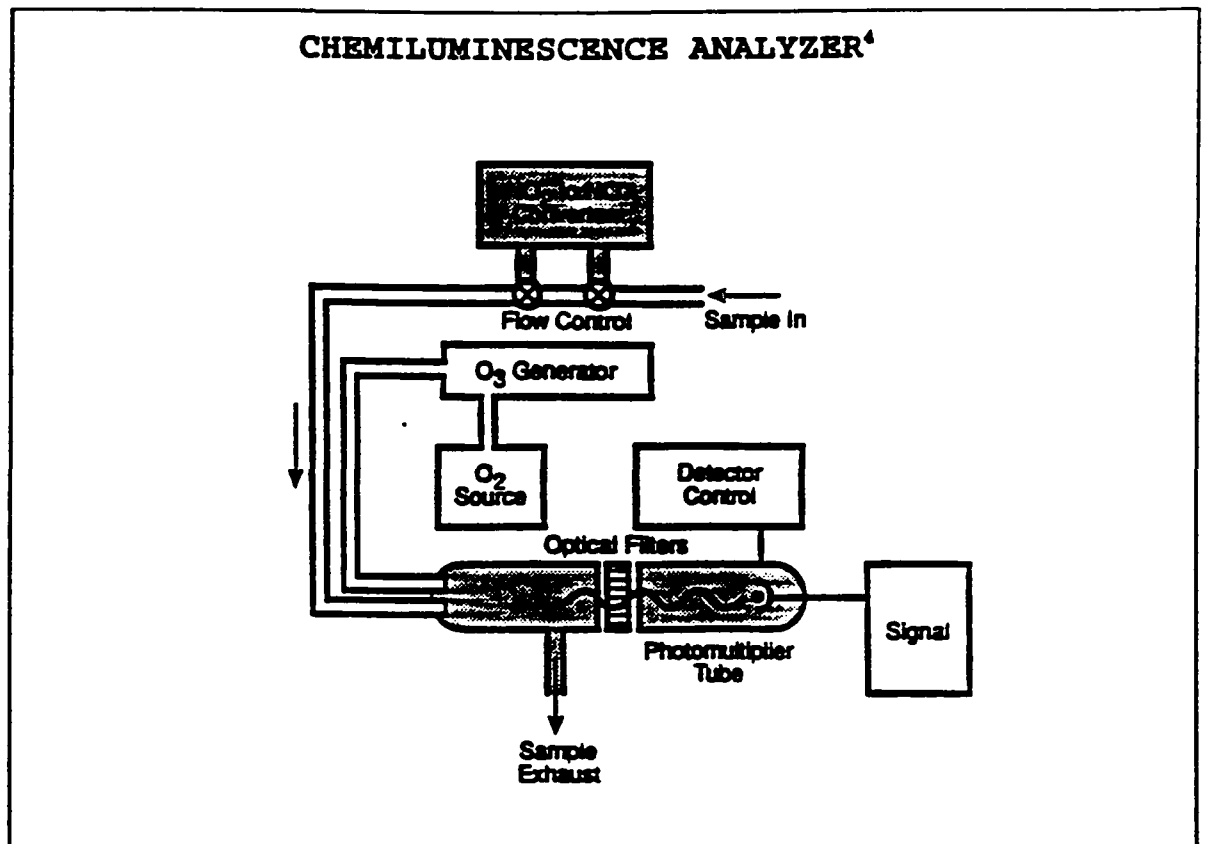 CHEMILUMINESCENCE ANALYZER⁴
Flow Control
Sample In
O₃ Generator
O₂
Source
Detector
Control
Optical Filters
Signal
Photomultiplier
Tube
Sample
Exhaust